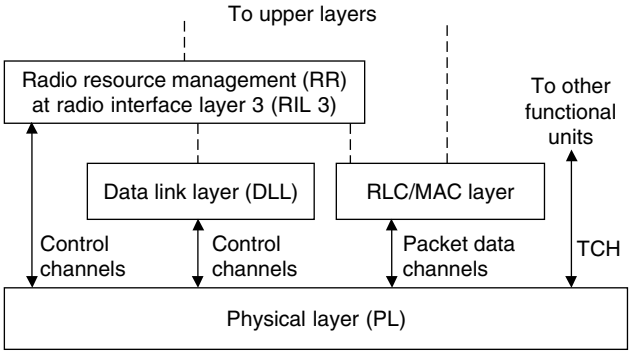 To upper layers
Radio resource management (RR)
at radio interface layer 3 (RIL 3)
To other
functional
units
Data link layer (DLL)
RLC/MAC layer
Control
channels
Control
channels
Packet data
channels
TCH
Physical layer (PL)